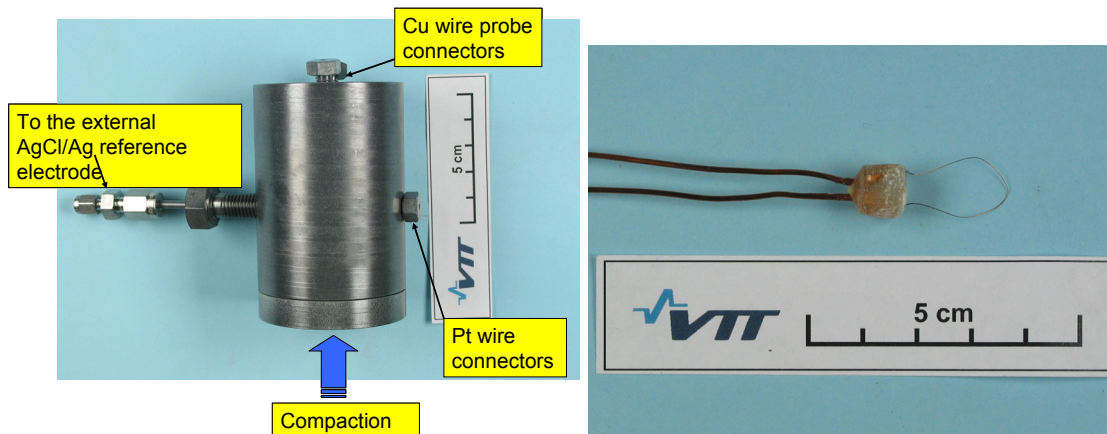 Cu wire probe
connectors
To the external
AgCl/Ag reference
electrode
5 cm
VTT
Pt wire
connectors
Compaction
VTT
5 cm